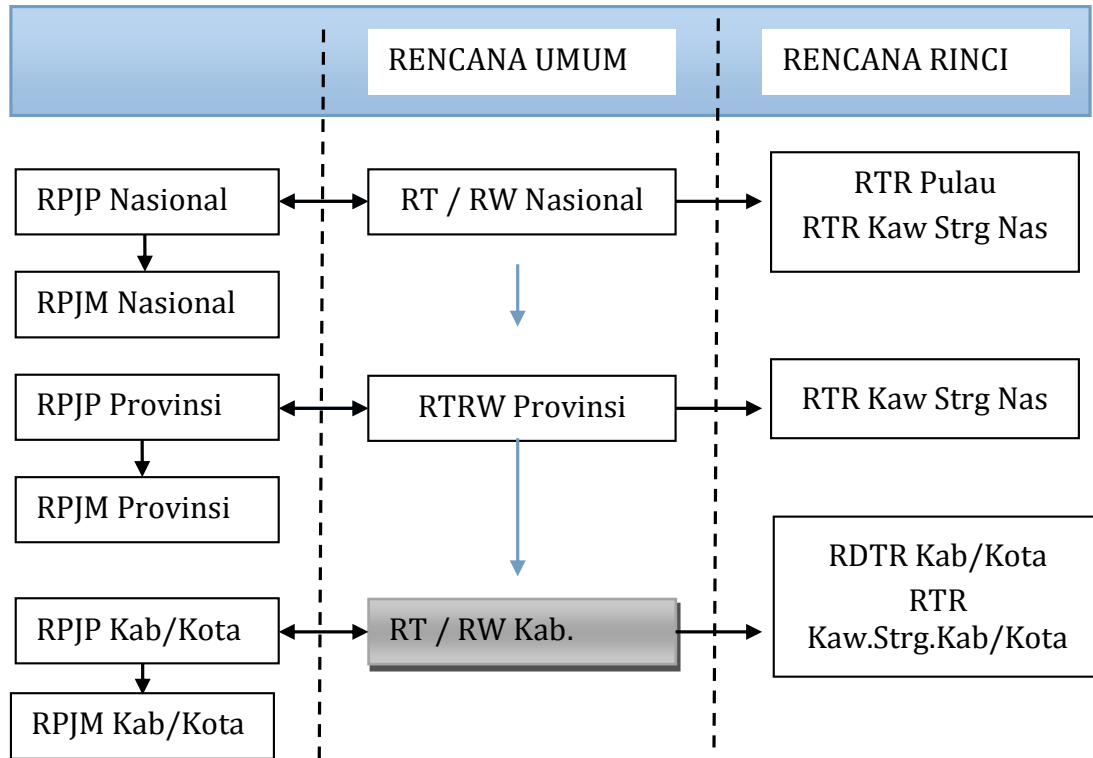 RENCANA UMUM
RENCANA RINCI
RPJP Nasional
RT / RW Nasional
RTR Pulau
RTR Kaw Strg Nas
RPJM Nasional
RPJP Provinsi
RTRW Provinsi
RTR Kaw Strg Nas
RPJM Provinsi
RPJP Kab/Kota
RT / RW Kab.
RDTR Kab/Kota
RTR
Kaw.Strg.Kab/Kota
RPJM Kab/Kota